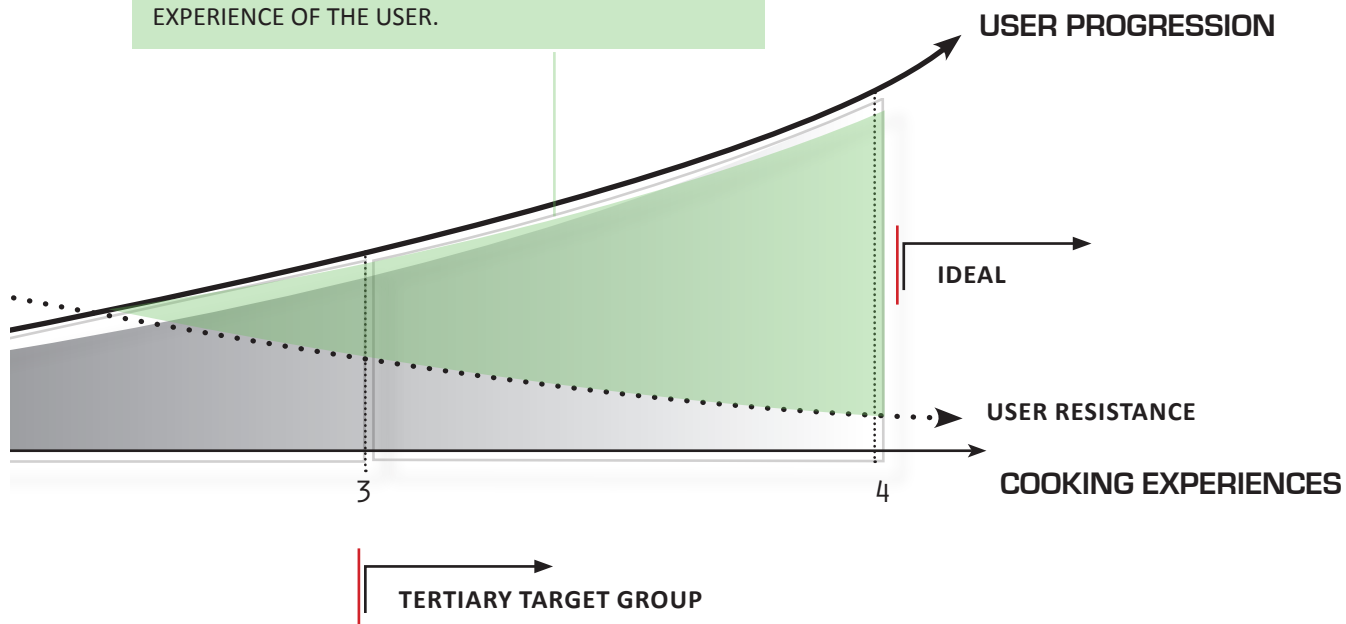 EXPERIENCE OF THE USER.
USER PROGRESSION
IDEAL
USER RESISTANCE
COOKING EXPERIENCES
3
4
TERTIARY TARGET GROUP